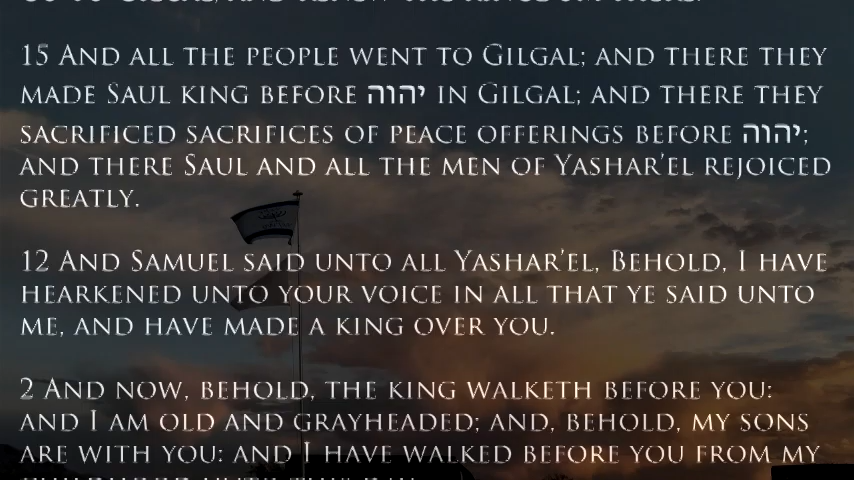 15 And all the people went to Gilgal; and there they
made Saul king before יהוה in Gilgal; and there they
sacrificed sacrifices of peace offerings before יהוה;
and there Saul and all the men of Yashar'el rejoiced
greatly.
12 And Samuel said unto all Yashar'el, Behold, I have
hearkened unto your voice in all that ye said unto
me, and have made a king over you.
2 And now, behold, the king walketh before you:
and I am old and grayheaded; and, behold, my sons
are with you: and I have walked before you from my